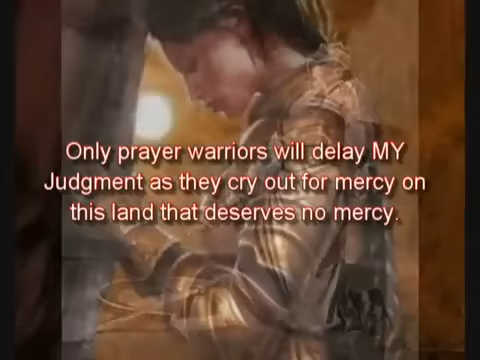 Only prayer warriors will delay MY
Judgment as they cry out for mercy on
this land that deserves no mercy.